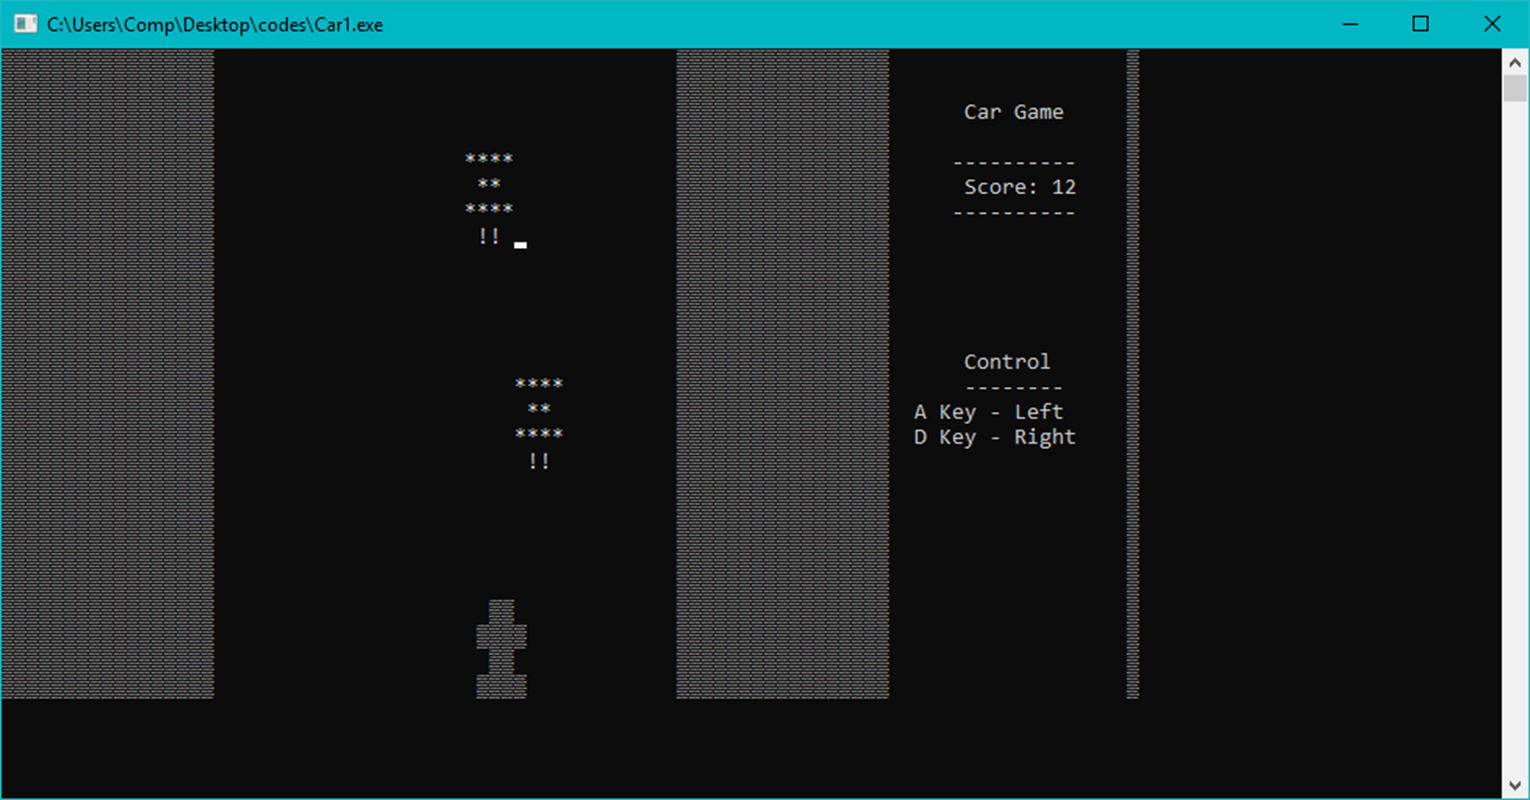 C:\Users\Comp\Desktop\codes\Car1.exe
Car Game
----------
Score: 12
----------
****
**
****
!!
Control
--------
A Key - Left
D Key - Right
****
**
****
!!